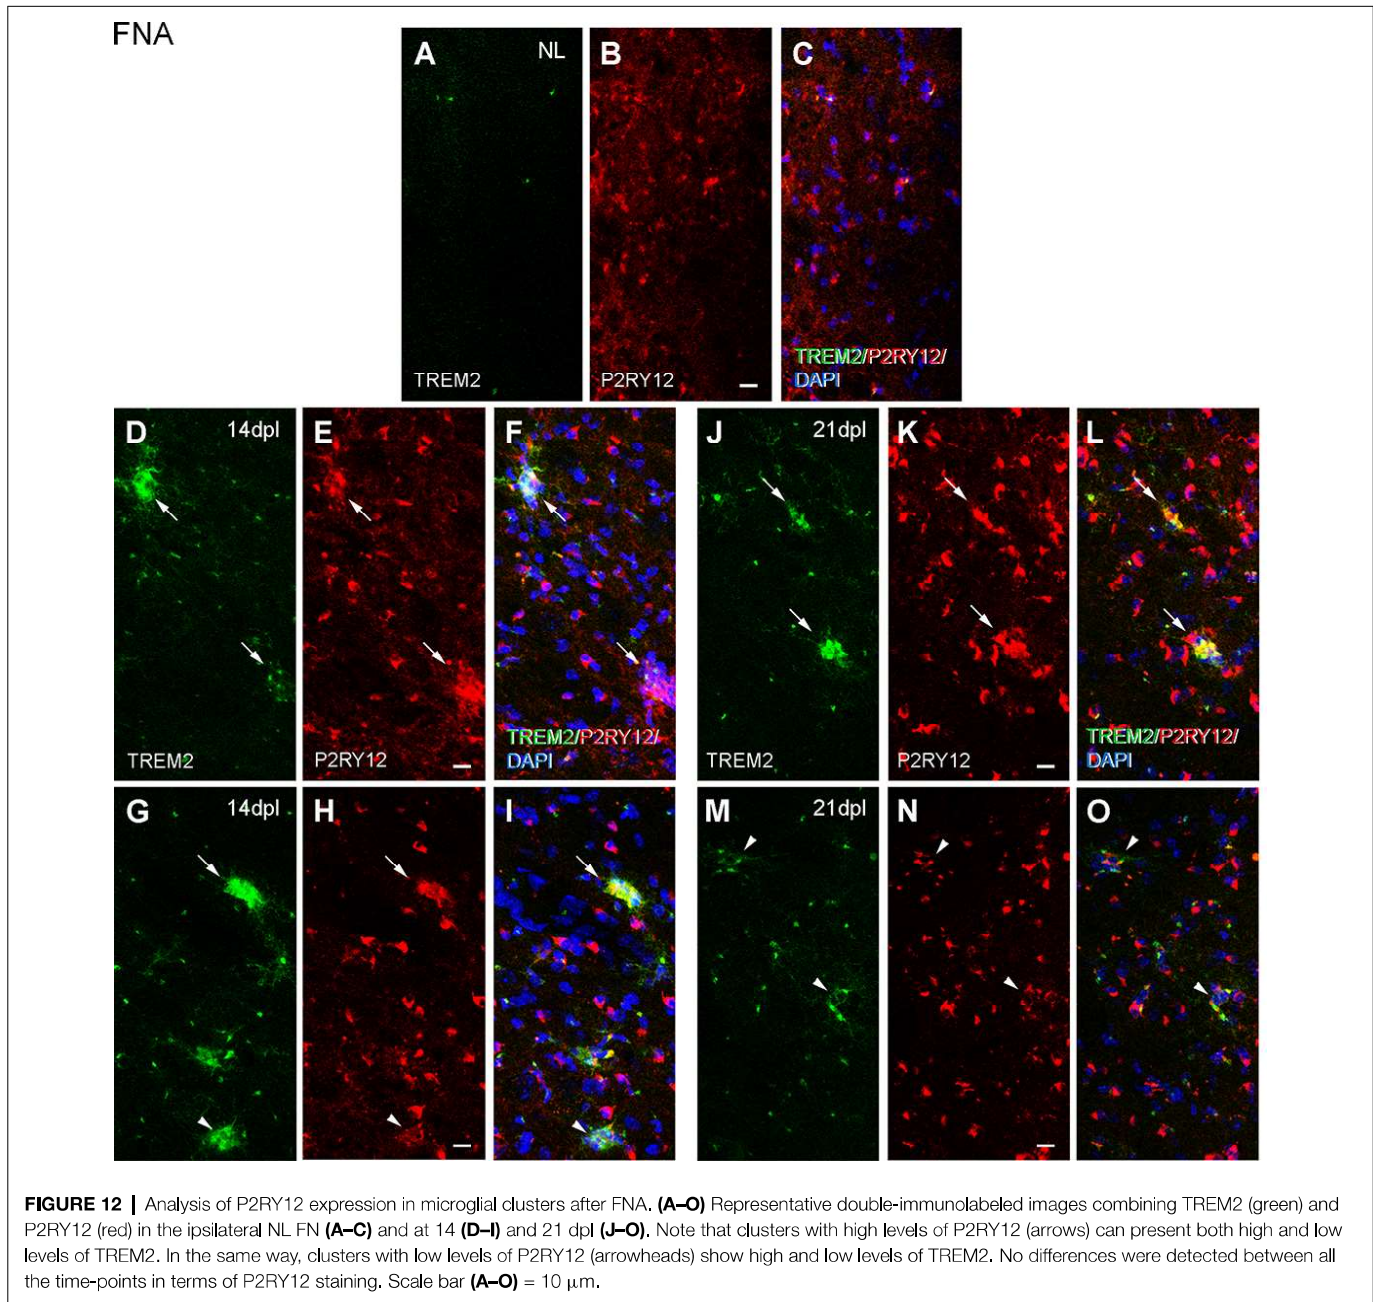 FNA
A NL B C
TREM2 P2RY12 TREM2/P2RY12/
DAPI
D 14dpl E F J 21dpl K L
TREM2 P2RY12 TREM2/P2RY12/
DAPI
TREM2 P2RY12 TREM2/P2RY12/
DAPI
G 14dpl H I M 21dpl N O
FIGURE 12 | Analysis of P2RY12 expression in microglial clusters after FNA. (A–O) Representative double-immunolabeled images combining TREM2 (green) and
P2RY12 (red) in the ipsilateral NL FN (A–C) and at 14 (D–I) and 21 dpl (J–O). Note that clusters with high levels of P2RY12 (arrows) can present both high and low
levels of TREM2. In the same way, clusters with low levels of P2RY12 (arrowheads) show high and low levels of TREM2. No differences were detected between all
the time-points in terms of P2RY12 staining. Scale bar (A–O) = 10 μm.